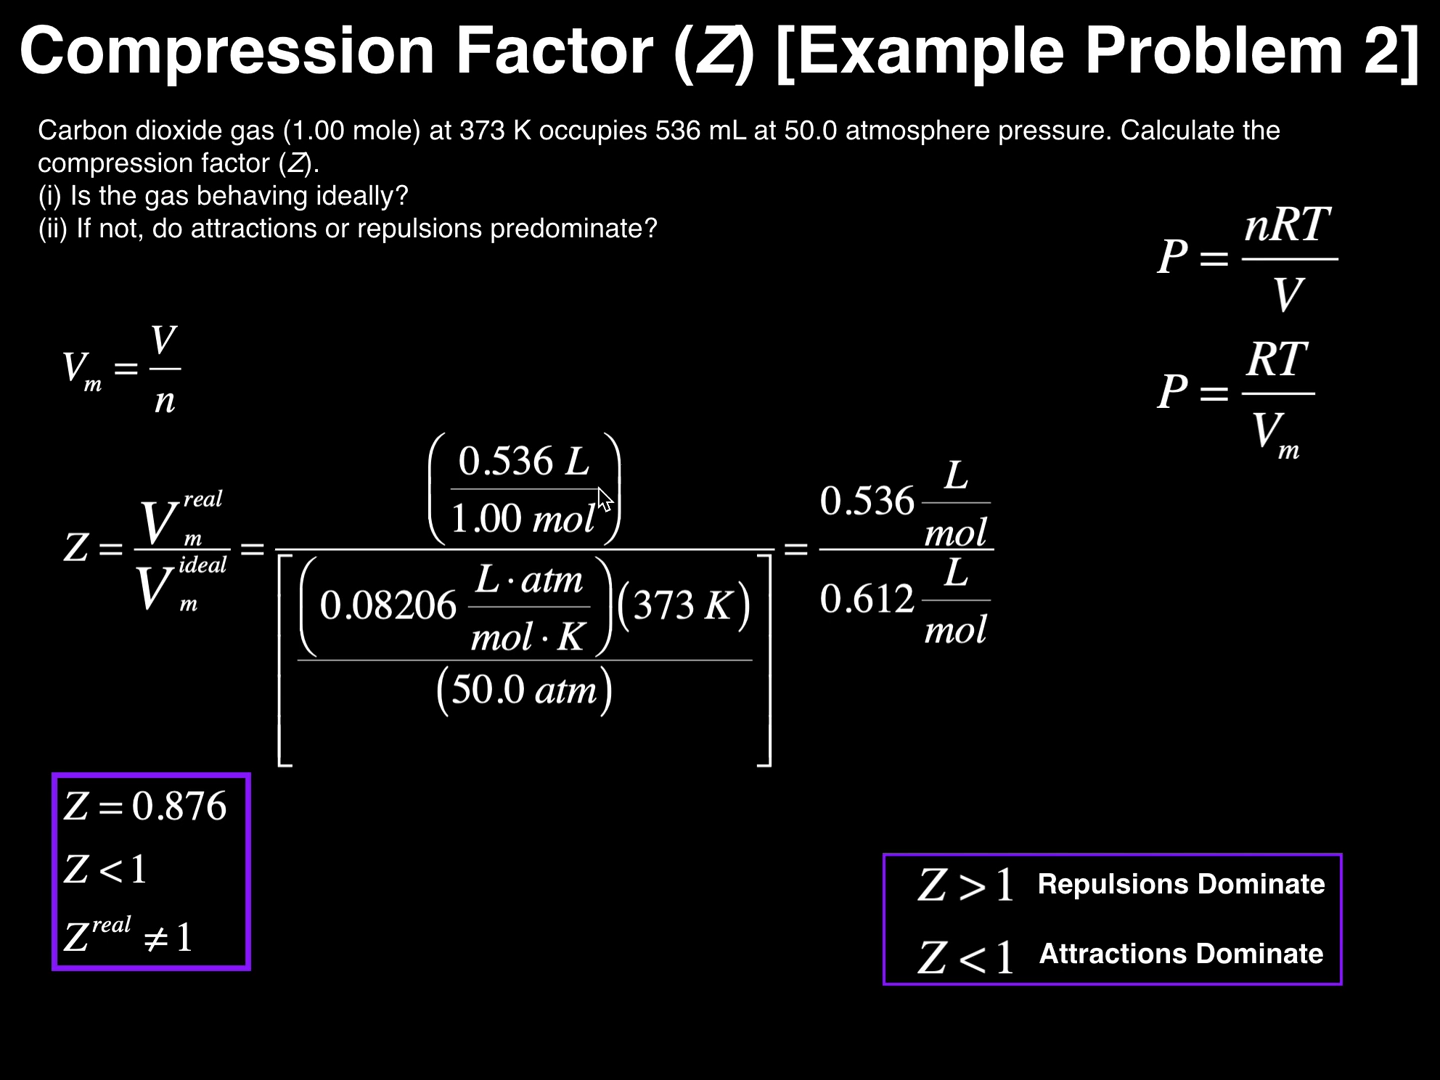 Compression Factor (Z) [Example Problem 2]
Carbon dioxide gas (1.00 mole) at 373 K occupies 536 mL at 50.0 atmosphere pressure. Calculate the
compression factor (Z).
(i) Is the gas behaving ideally?
(ii) If not, do attractions or repulsions predominate?
P = nRT / V
P = RT / V_m
V_m = V / n
Z = V_m^real / V_m^ideal = (0.536 L / 1.00 mol) / [(0.08206 L·atm / mol·K)(373 K) / (50.0 atm)] = 0.536 L/mol / 0.612 L/mol
Z = 0.876
Z < 1
Z^real ≠ 1
Z > 1 Repulsions Dominate
Z < 1 Attractions Dominate